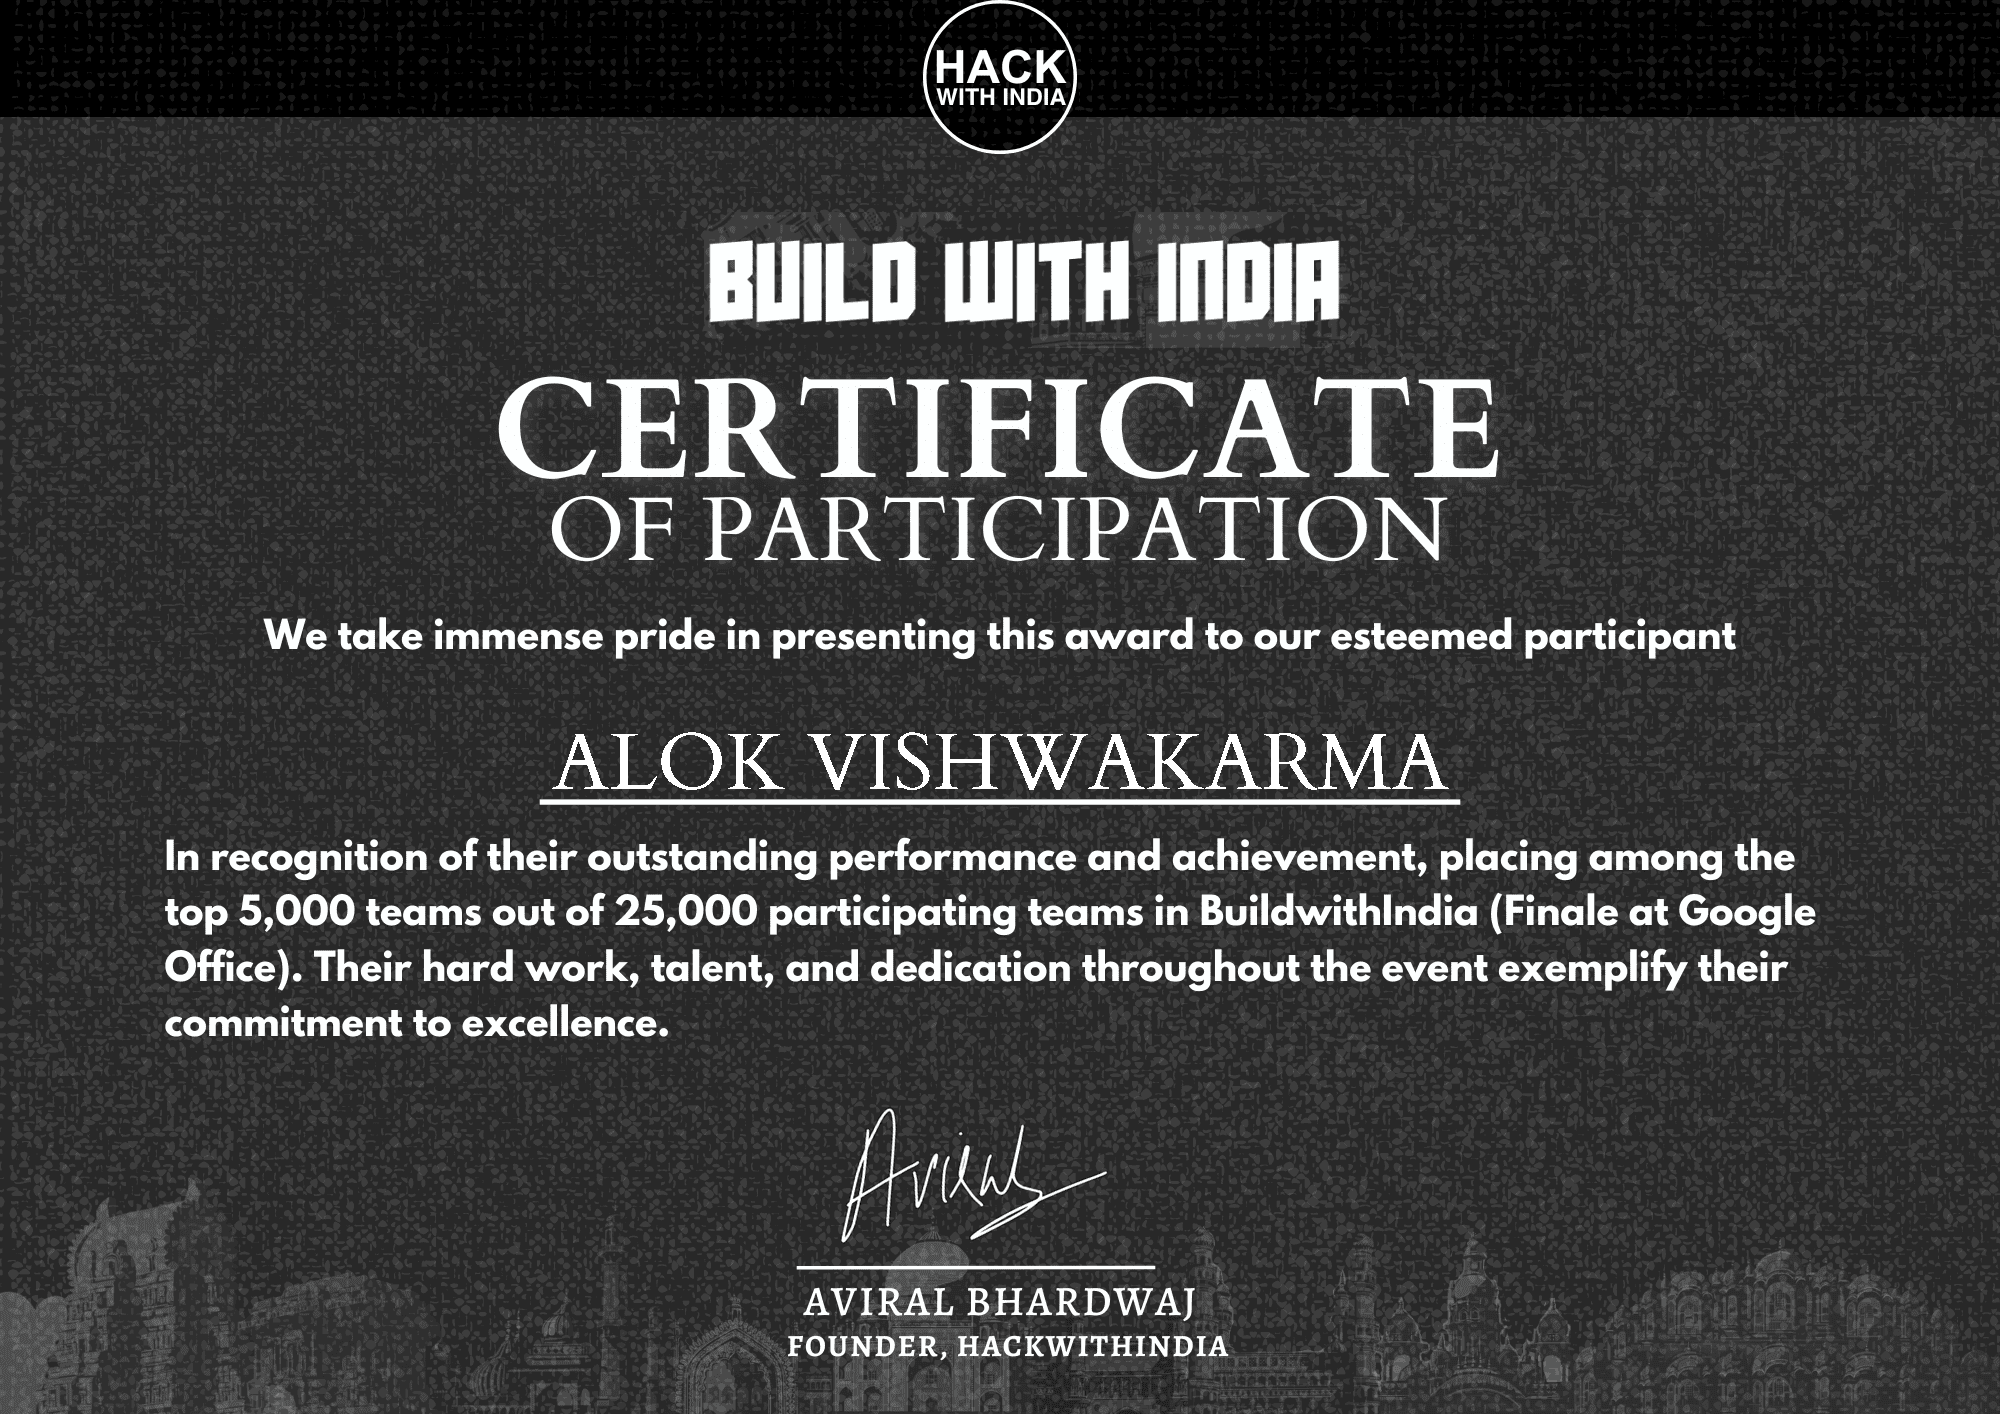 HACK
WITH INDIA
BUILD WITH INDIA
CERTIFICATE
OF PARTICIPATION
We take immense pride in presenting this award to our esteemed participant
ALOK VISHWAKARMA
In recognition of their outstanding performance and achievement, placing among the
top 5,000 teams out of 25,000 participating teams in BuildwithIndia (Finale at Google
Office). Their hard work, talent, and dedication throughout the event exemplify their
commitment to excellence.
Aviral
AVIRAL BHARDWAJ
FOUNDER, HACKWITHINDIA